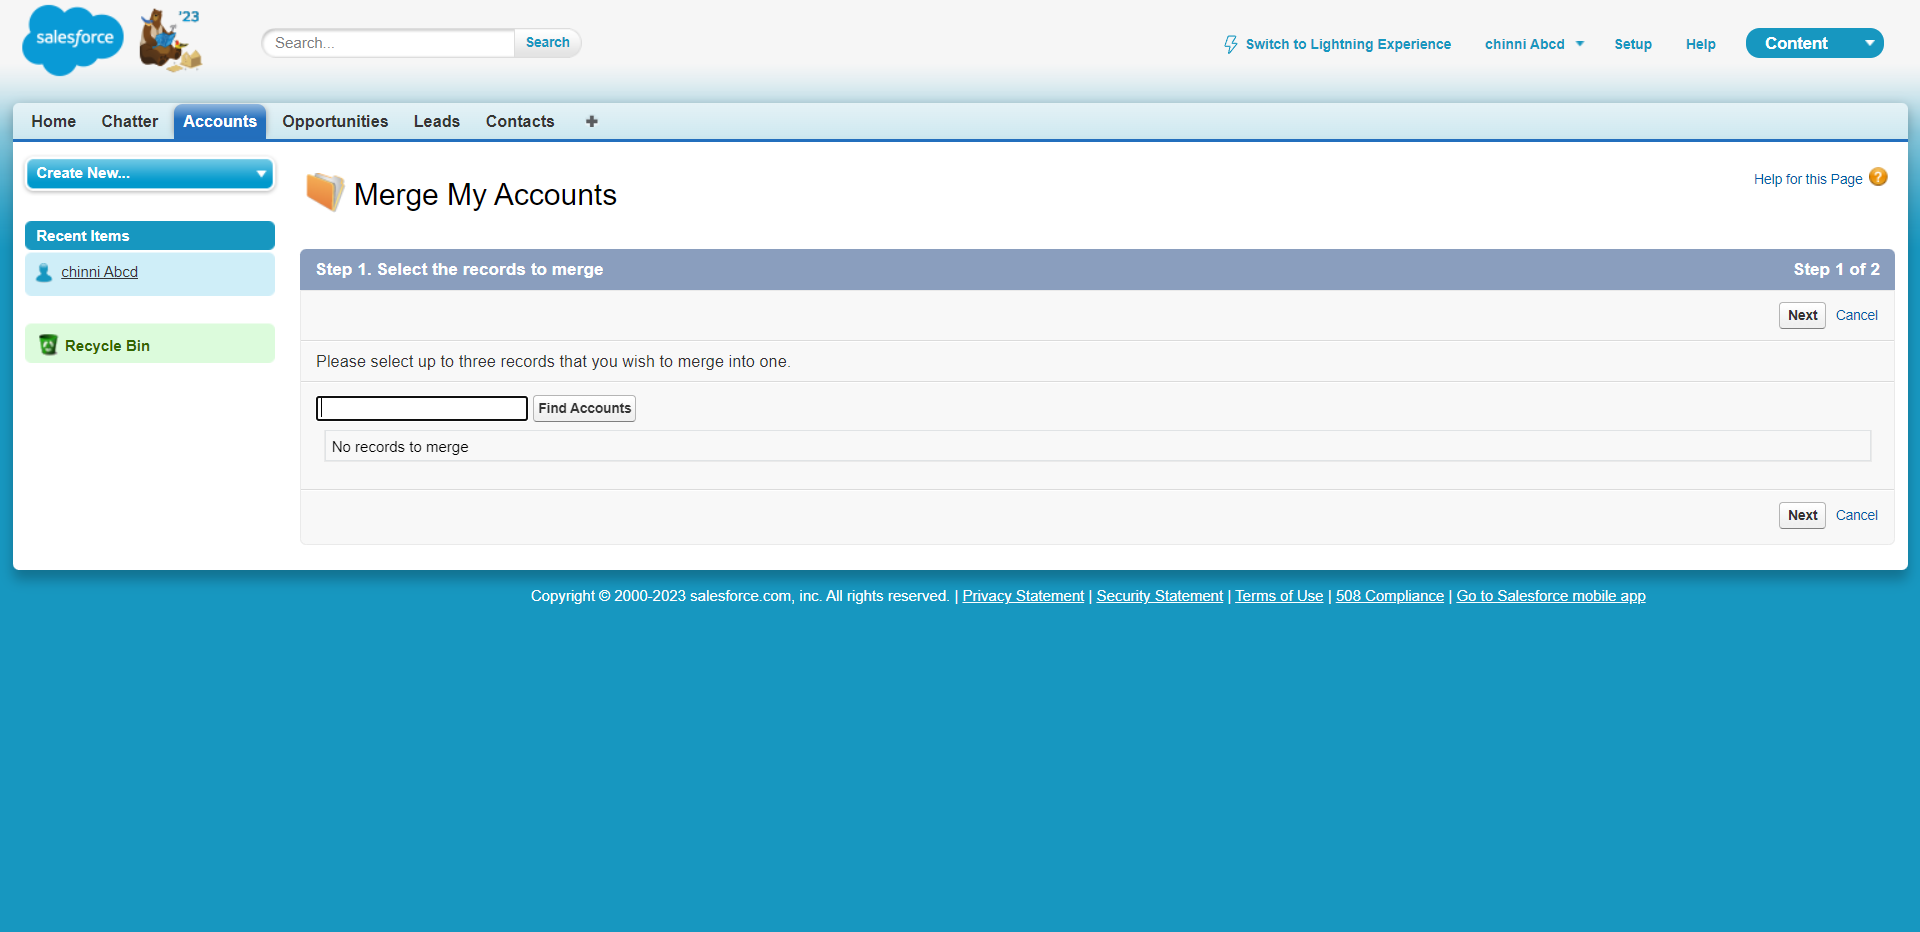 salesforce
'23
Search...
Search
Switch to Lightning Experience
chinni Abcd
Setup
Help
Content
Home
Chatter
Accounts
Opportunities
Leads
Contacts
Create New...
Merge My Accounts
Help for this Page
?
Recent Items
chinni Abcd
Recycle Bin
Step 1. Select the records to merge
Step 1 of 2
Next
Cancel
Please select up to three records that you wish to merge into one.
Find Accounts
No records to merge
Next
Cancel
Copyright © 2000-2023 salesforce.com, inc. All rights reserved. | Privacy Statement | Security Statement | Terms of Use | 508 Compliance | Go to Salesforce mobile app